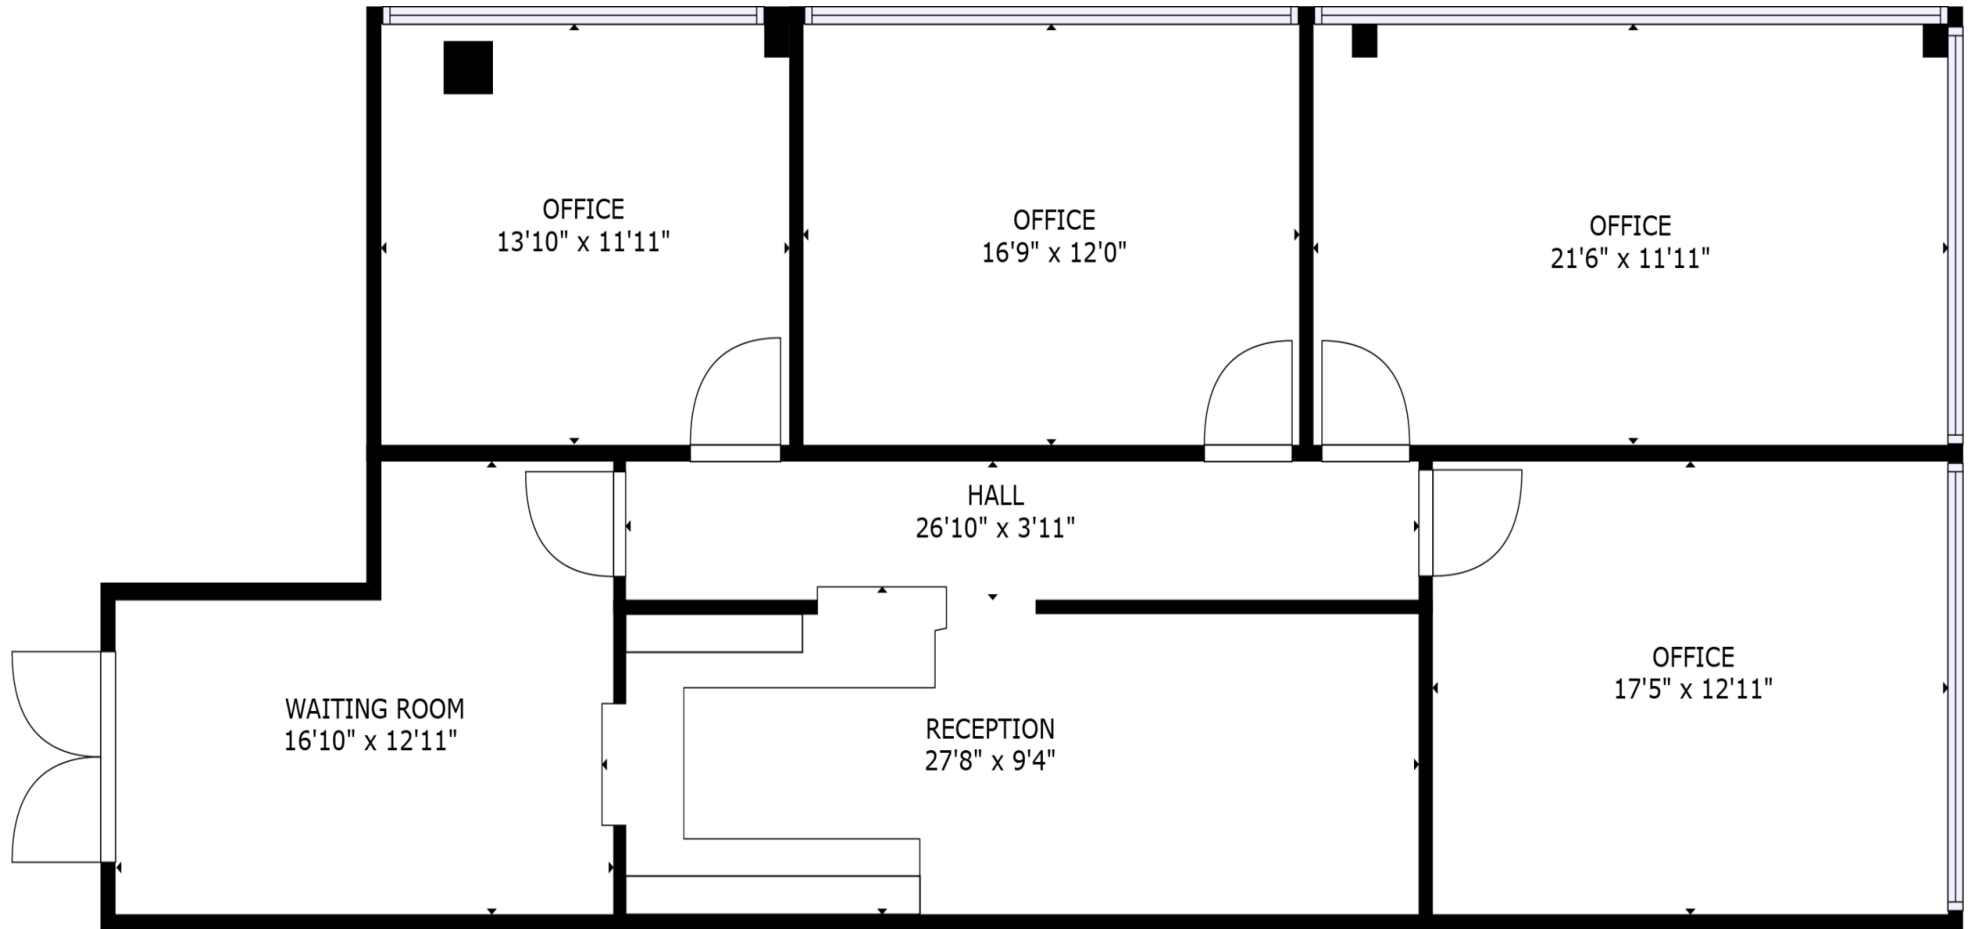 OFFICE
13'10" x 11'11"
OFFICE
16'9" x 12'0"
OFFICE
21'6" x 11'11"
HALL
26'10" x 3'11"
WAITING ROOM
16'10" x 12'11"
RECEPTION
27'8" x 9'4"
OFFICE
17'5" x 12'11"